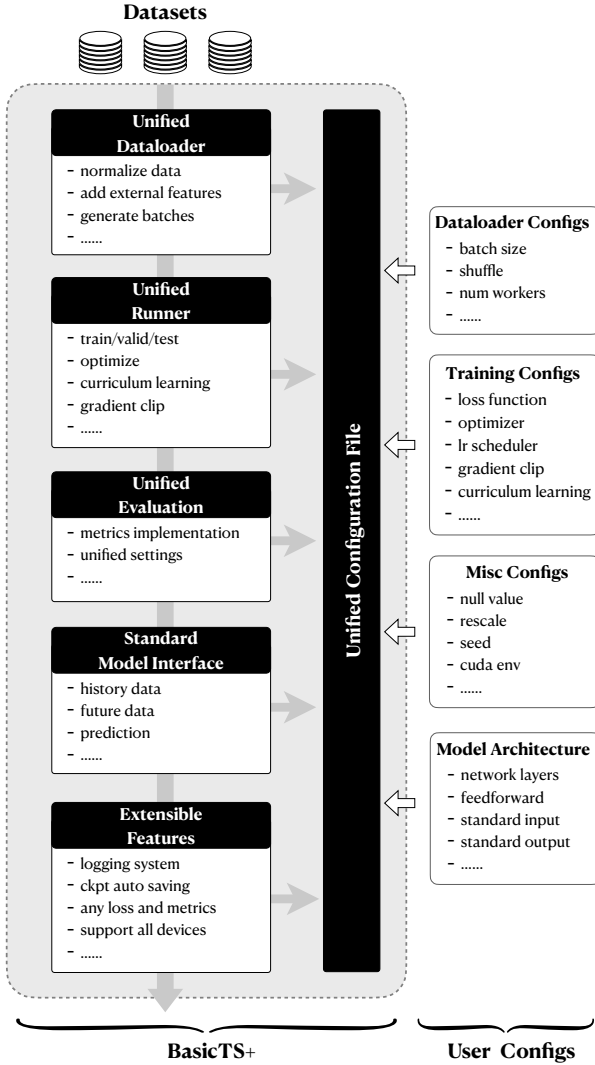 Datasets
Unified
Dataloader
- normalize data
- add external features
- generate batches
- ......
Unified
Runner
- train/valid/test
- optimize
- curriculum learning
- gradient clip
- ......
Unified
Evaluation
- metrics implementation
- unified settings
- ......
Standard
Model Interface
- history data
- future data
- prediction
- ......
Extensible
Features
- logging system
- ckpt auto saving
- any loss and metrics
- support all devices
- ......
Unified Configuration File
Dataloader Configs
- batch size
- shuffle
- num workers
- ......
Training Configs
- loss function
- optimizer
- lr scheduler
- gradient clip
- curriculum learning
- ......
Misc Configs
- null value
- rescale
- seed
- cuda env
- ......
Model Architecture
- network layers
- feedforward
- standard input
- standard output
- ......
BasicTS+
User Configs